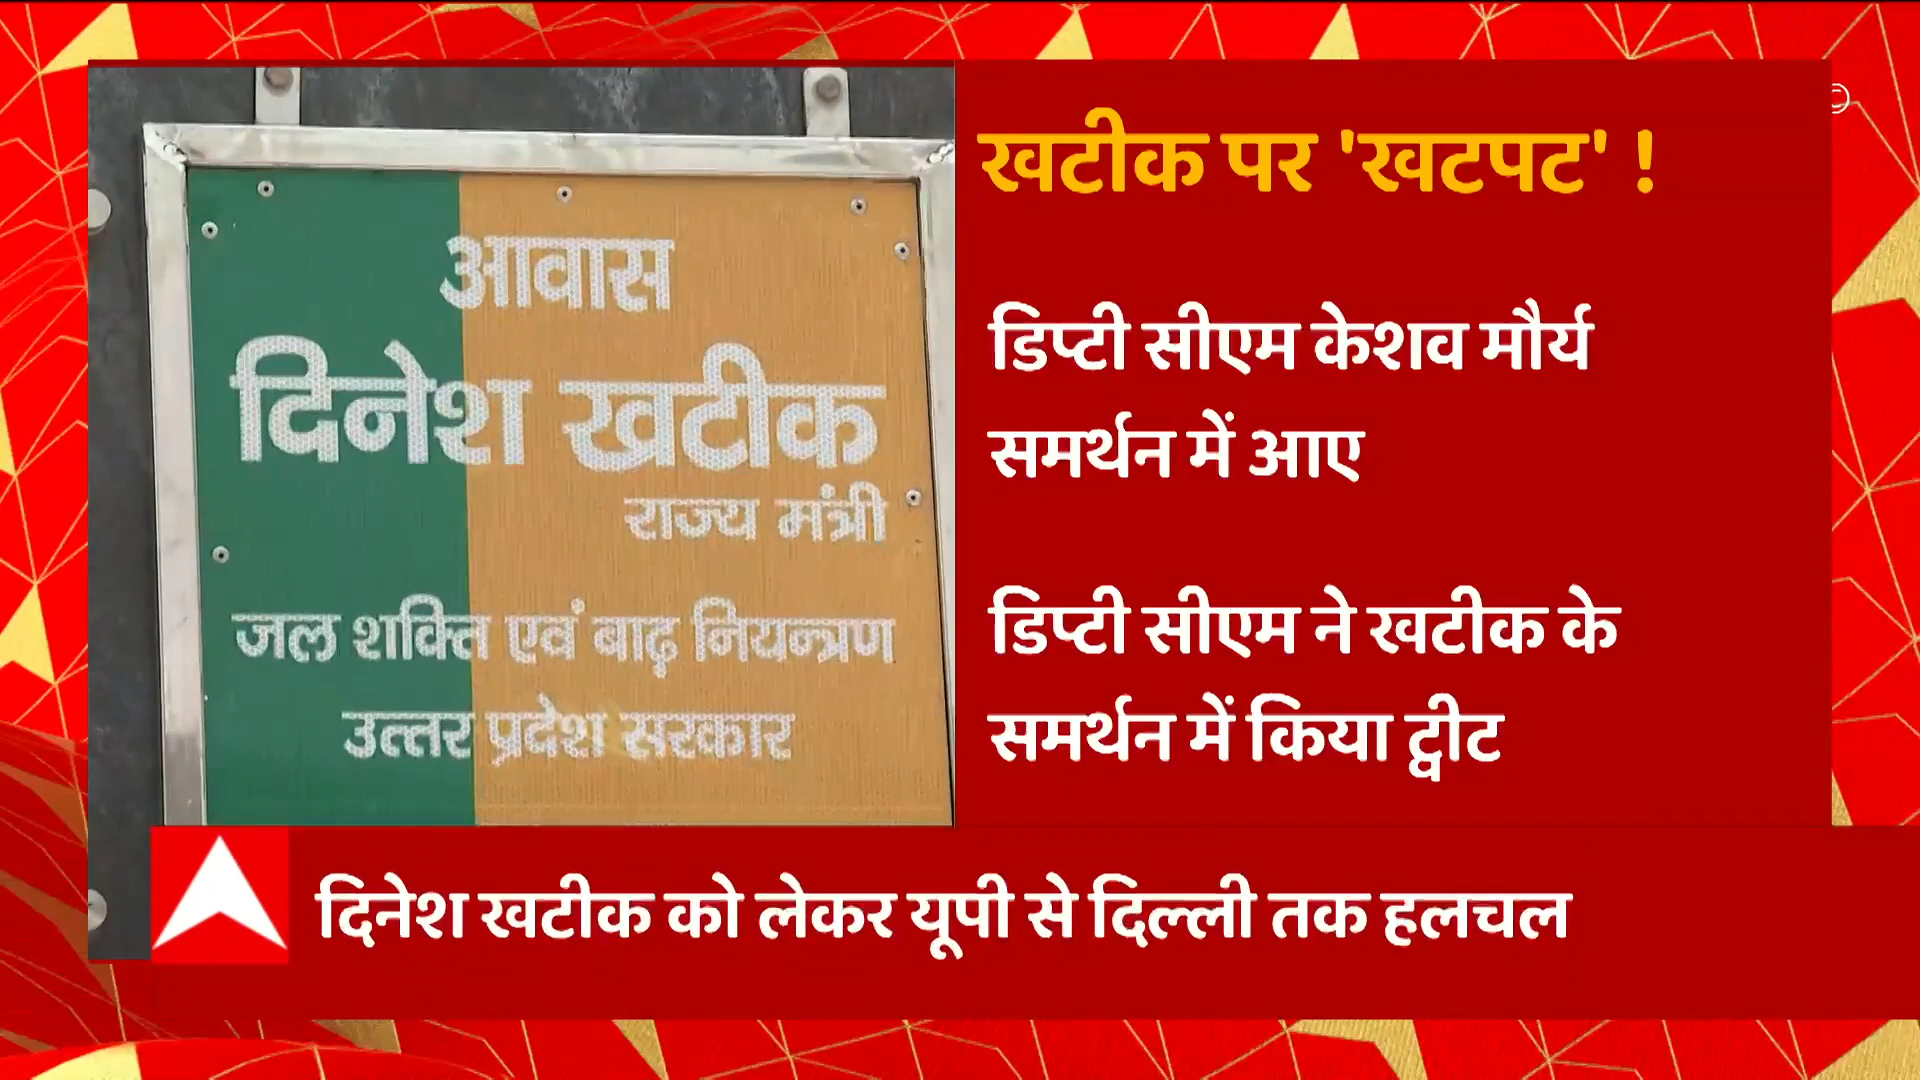 आवास
दिनेश खटीक
राज्य मंत्री
जल शक्ति एवं बाढ़ नियन्त्रण
उत्तर प्रदेश सरकार
खटीक पर 'खटपट' !
डिप्टी सीएम केशव मौर्य
समर्थन में आए
डिप्टी सीएम ने खटीक के
समर्थन में किया ट्वीट
©
दिनेश खटीक को लेकर यूपी से दिल्ली तक हलचल